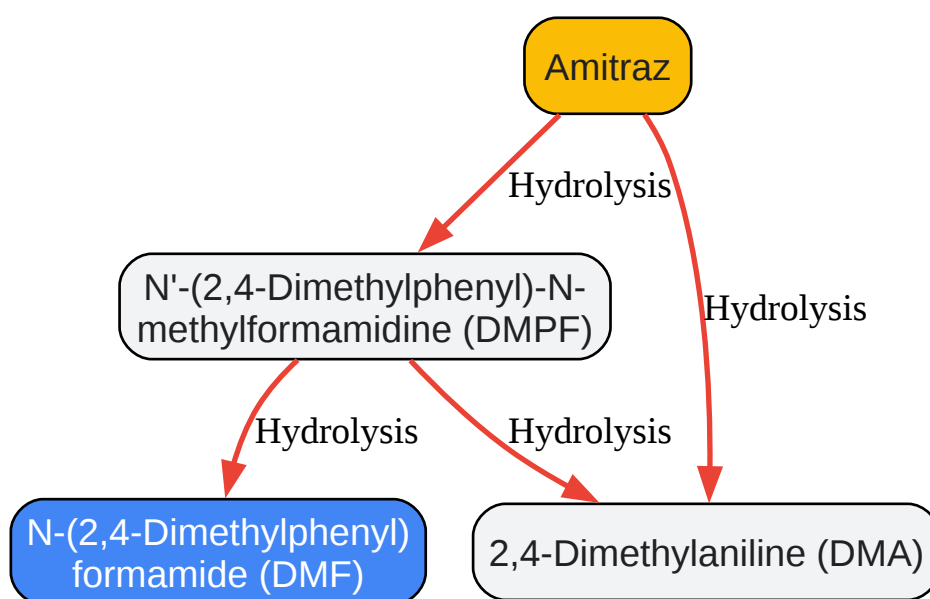 Amitraz
Hydrolysis
N'-(2,4-Dimethylphenyl)-N-
methylformamidine (DMPF)
Hydrolysis
Hydrolysis
Hydrolysis
N-(2,4-Dimethylphenyl)
formamide (DMF)
2,4-Dimethylaniline (DMA)